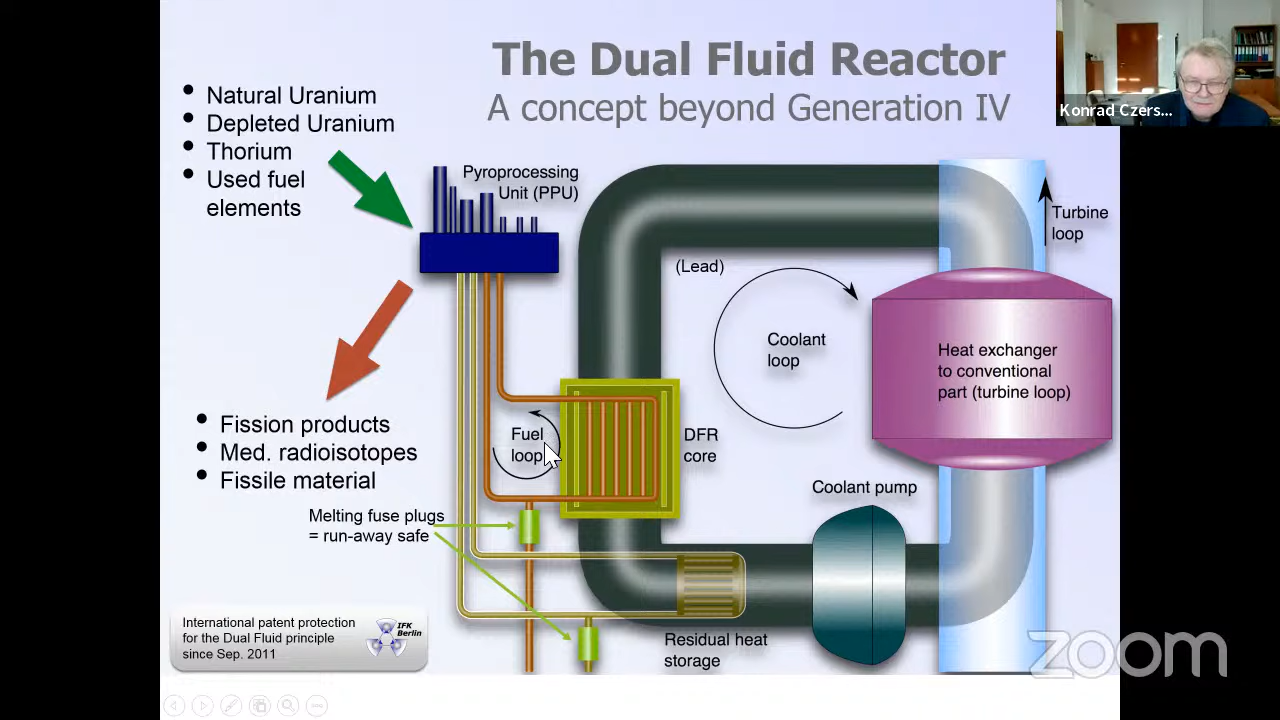 The Dual Fluid Reactor
A concept beyond Generation IV
Konrad Czers...
Natural Uranium
Depleted Uranium
Thorium
Used fuel
elements
Pyroprocessing
Unit (PPU)
Turbine
loop
(Lead)
Coolant
loop
Heat exchanger
to conventional
part (turbine loop)
Fuel
loop
DFR
core
Fission products
Med. radioisotopes
Fissile material
Coolant pump
Melting fuse plugs
= run-away safe
Residual heat
storage
International patent protection
for the Dual Fluid principle
since Sep. 2011
IFK
Berlin
zoom